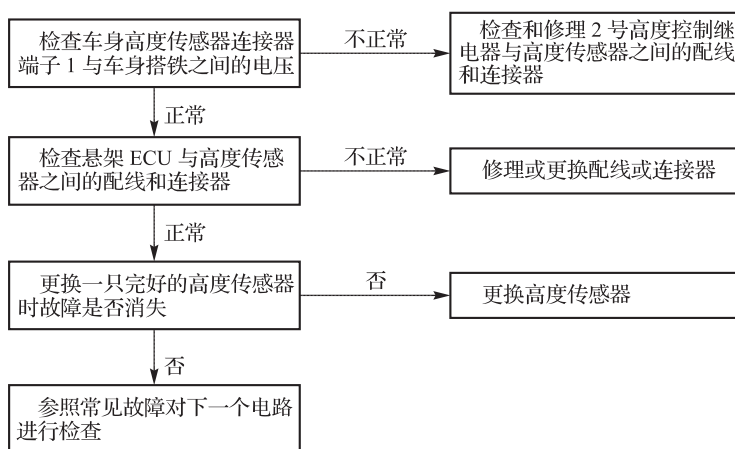 检查车身高度传感器连接器
端子 1 与车身搭铁之间的电压
不正常
检查和修理 2 号高度控制继
电器与高度传感器之间的配线
和连接器
正常
检查悬架 ECU 与高度传感
器之间的配线和连接器
不正常
修理或更换配线或连接器
正常
更换一只完好的高度传感器
时故障是否消失
否
更换高度传感器
否
参照常见故障对下一个电路
进行检查